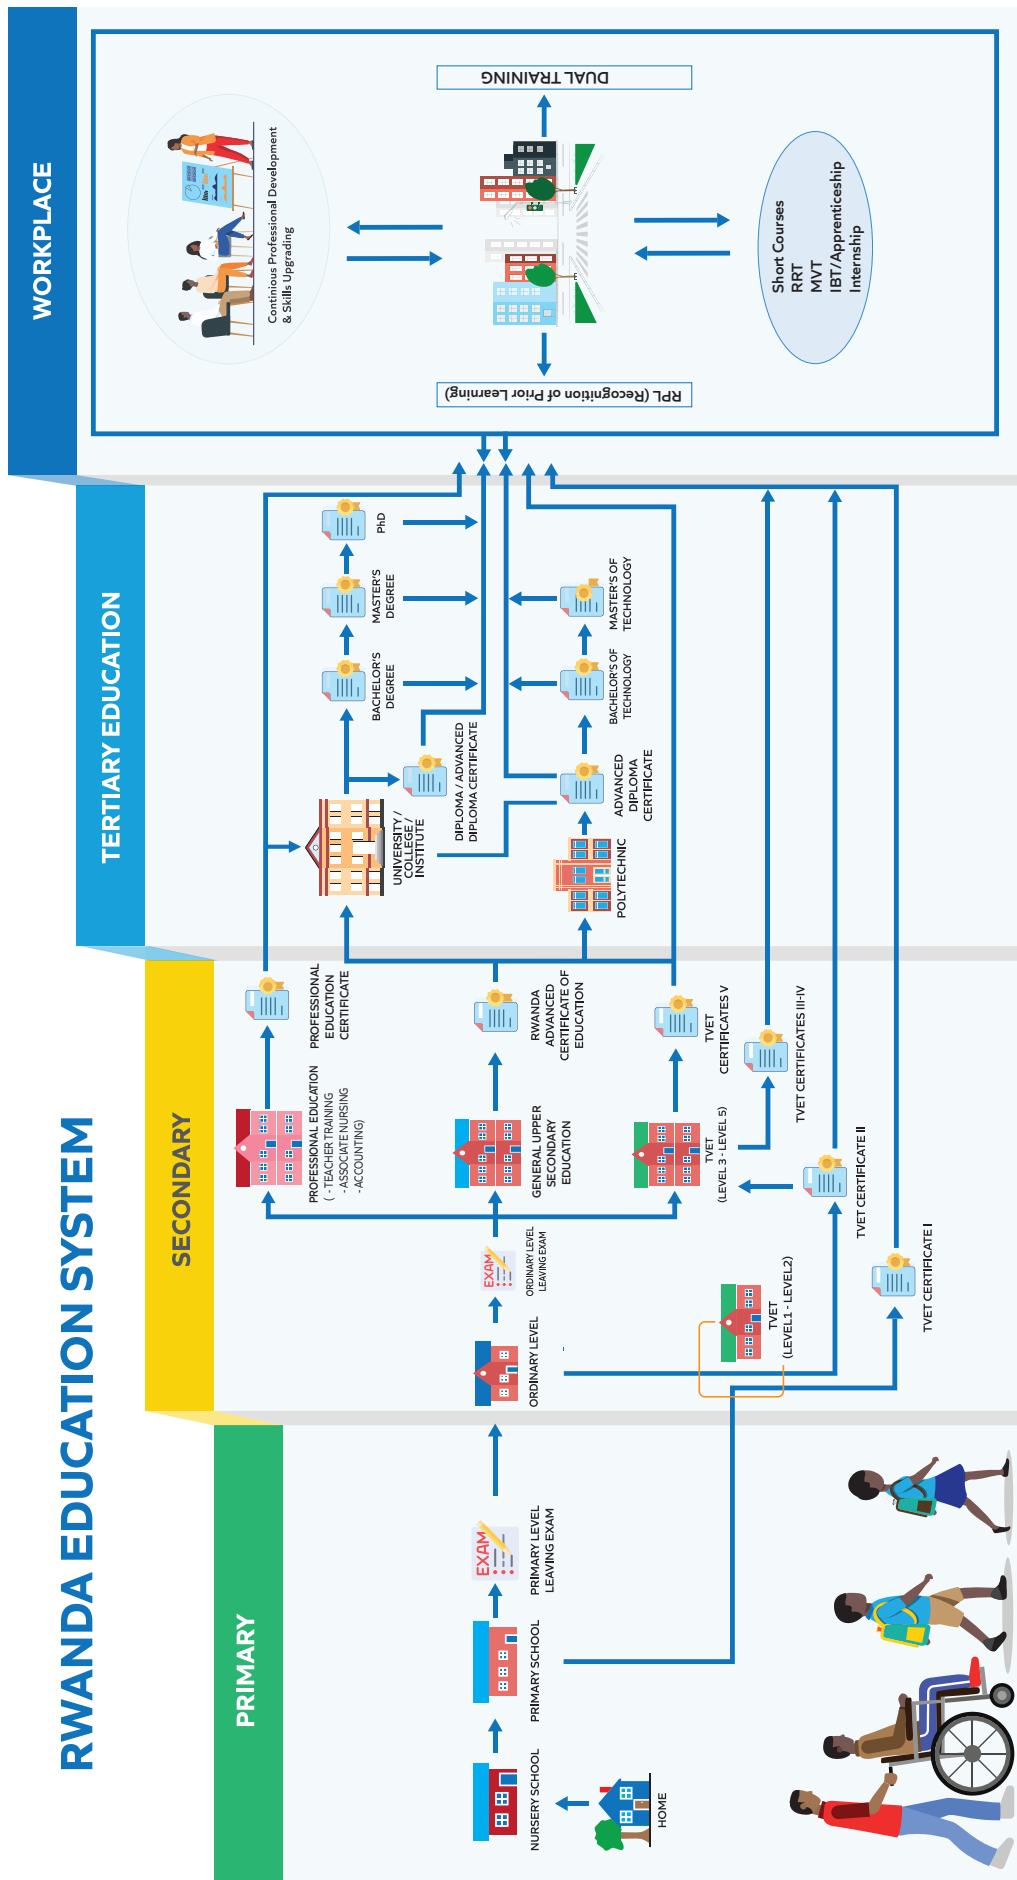 RWANDA EDUCATION SYSTEM
PRIMARY
SECONDARY
TERTIARY EDUCATION
WORKPLACE
HOME
NURSERY SCHOOL
PRIMARY SCHOOL
EXAM
PRIMARY LEVEL
LEAVING EXAM
ORDINARY LEVEL
EXAM
ORDINARY LEVEL
LEAVING EXAM
TVET
(LEVEL1 - LEVEL2)
TVET CERTIFICATE I
TVET CERTIFICATE II
PROFESSIONAL EDUCATION
( - TEACHER TRAINING
- ASSOCIATE NURSING
- ACCOUNTING)
GENERAL UPPER
SECONDARY
EDUCATION
TVET
(LEVEL 3 - LEVEL 5)
TVET CERTIFICATES III-IV
PROFESSIONAL
EDUCATION
CERTIFICATE
RWANDA
ADVANCED
CERTIFICATE OF
EDUCATION
TVET
CERTIFICATES V
UNIVERSITY /
COLLEGE /
INSTITUTE
POLYTECHNIC
DIPLOMA / ADVANCED
DIPLOMA CERTIFICATE
ADVANCED
DIPLOMA
CERTIFICATE
BACHELOR'S
DEGREE
BACHELOR'S OF
TECHNOLOGY
MASTER'S
DEGREE
MASTER'S OF
TECHNOLOGY
PhD
Continious Professional Development
& Skills Upgrading
RPL (Recognition of Prior Learning)
DUAL TRAINING
Short Courses
RRT
MVT
IBT/Apprenticeship
Internship